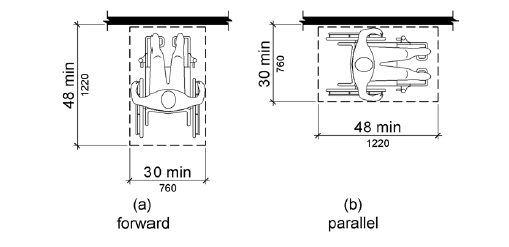 48 min
1220
30 min
760
(a)
forward
30 min
760
48 min
1220
(b)
parallel